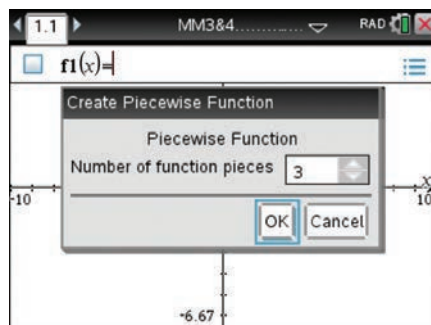 1.1 MM3&4............. RAD
f1(x)=
Create Piecewise Function
Piecewise Function
Number of function pieces 3
x
-10 10
OK Cancel
-6.67